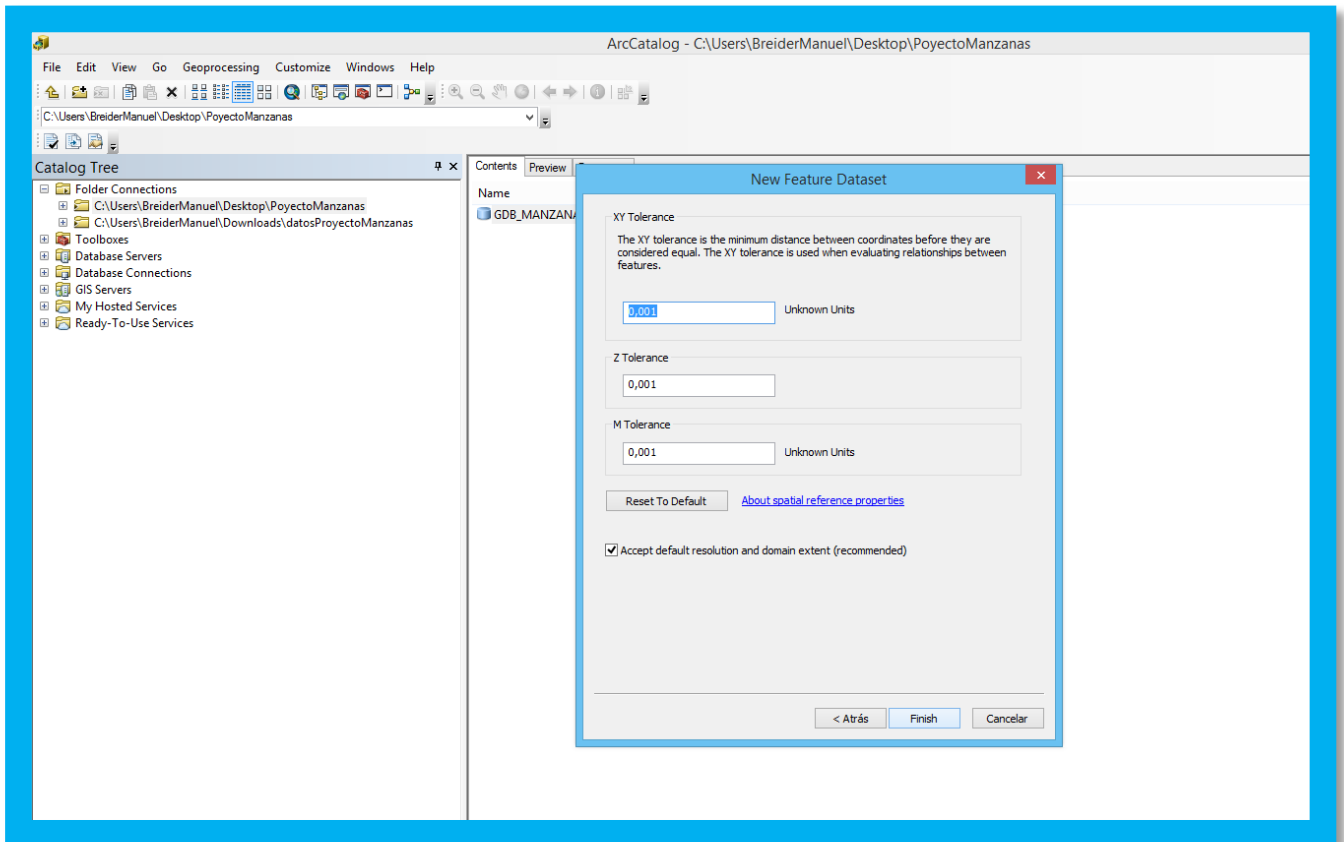 ArcCatalog - C:\Users\BreiderManuel\Desktop\PoyectoManzanas
File Edit View Go Geoprocessing Customize Windows Help
C:\Users\BreiderManuel\Desktop\PoyectoManzanas
Catalog Tree
Folder Connections
C:\Users\BreiderManuel\Desktop\PoyectoManzanas
C:\Users\BreiderManuel\Downloads\datosProyectoManzanas
Toolboxes
Database Servers
Database Connections
GIS Servers
My Hosted Services
Ready-To-Use Services
Contents Preview
Name
GDB_MANZANA
New Feature Dataset
XY Tolerance
The XY tolerance is the minimum distance between coordinates before they are
considered equal. The XY tolerance is used when evaluating relationships between
features.
0,001 Unknown Units
Z Tolerance
0,001
M Tolerance
0,001 Unknown Units
Reset To Default About spatial reference properties
Accept default resolution and domain extent (recommended)
< Atrás Finish Cancelar